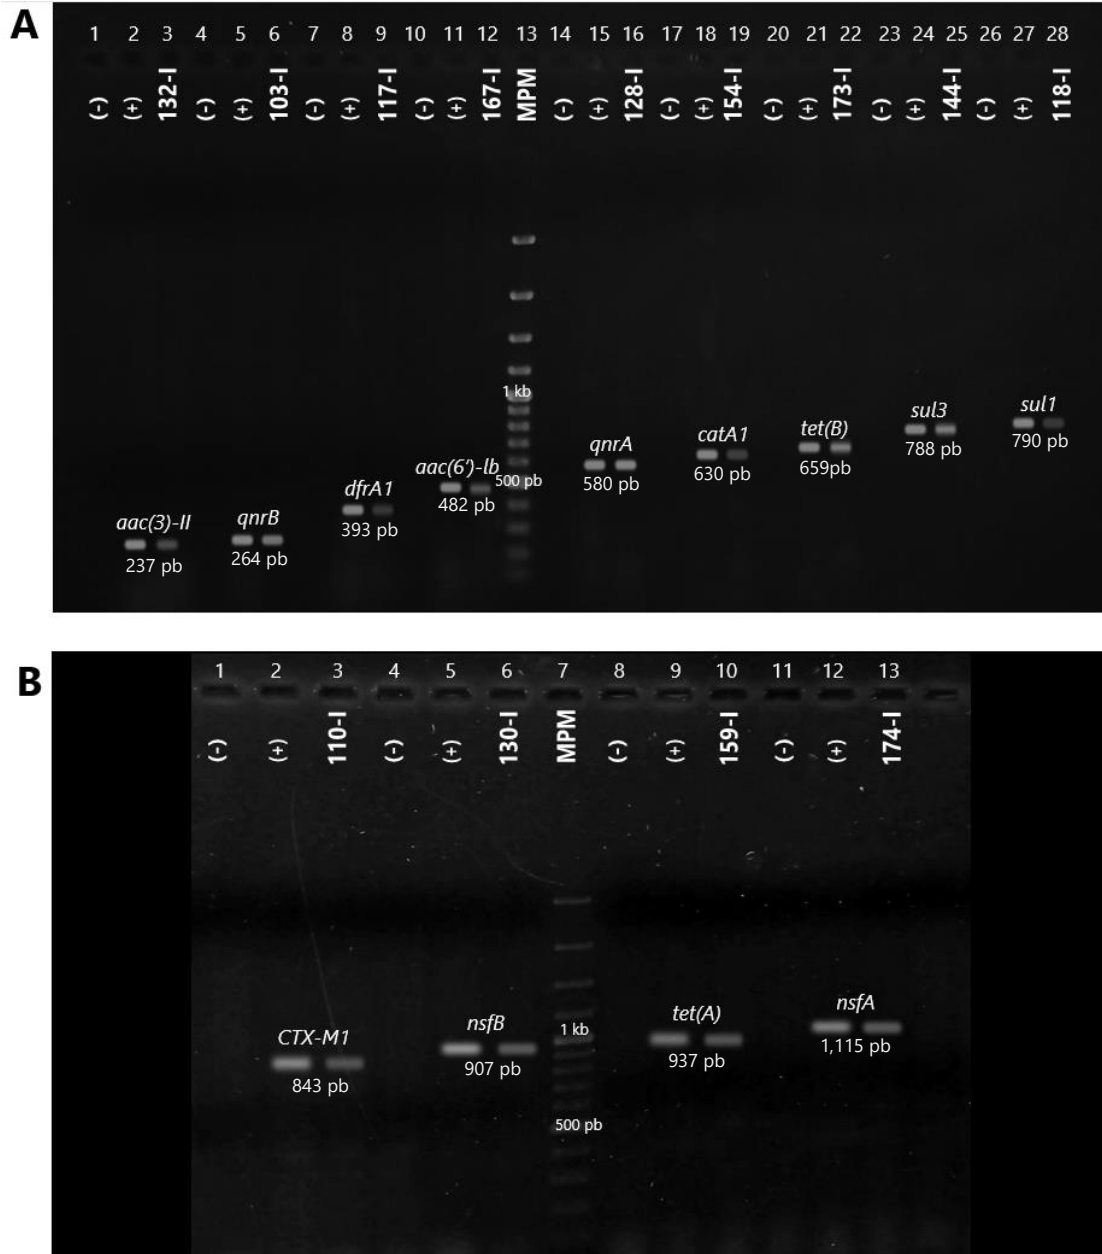 A
1 2 3 4 5 6 7 8 9 10 11 12 13 14 15 16 17 18 19 20 21 22 23 24 25 26 27 28
(-) (+) 132-I (-) (+) 103-I (-) (+) 117-I (-) (+) 167-I MPM (-) (+) 128-I (-) (+) 154-I (-) (+) 173-I (-) (+) 144-I (-) (+) 118-I
1 kb
sul3 sul1
788 pb 790 pb
catA1 tet(B)
630 pb 659pb
qnrA
580 pb
aac(6')-lb 500 pb
482 pb
dfrA1
393 pb
aac(3)-II qnrB
237 pb 264 pb
B
1 2 3 4 5 6 7 8 9 10 11 12 13
(-) (+) 110-I (-) (+) 130-I MPM (-) (+) 159-I (-) (+) 174-I
CTX-M1 nsfB 1 kb tet(A) nsfA
843 pb 907 pb 937 pb 1,115 pb
500 pb